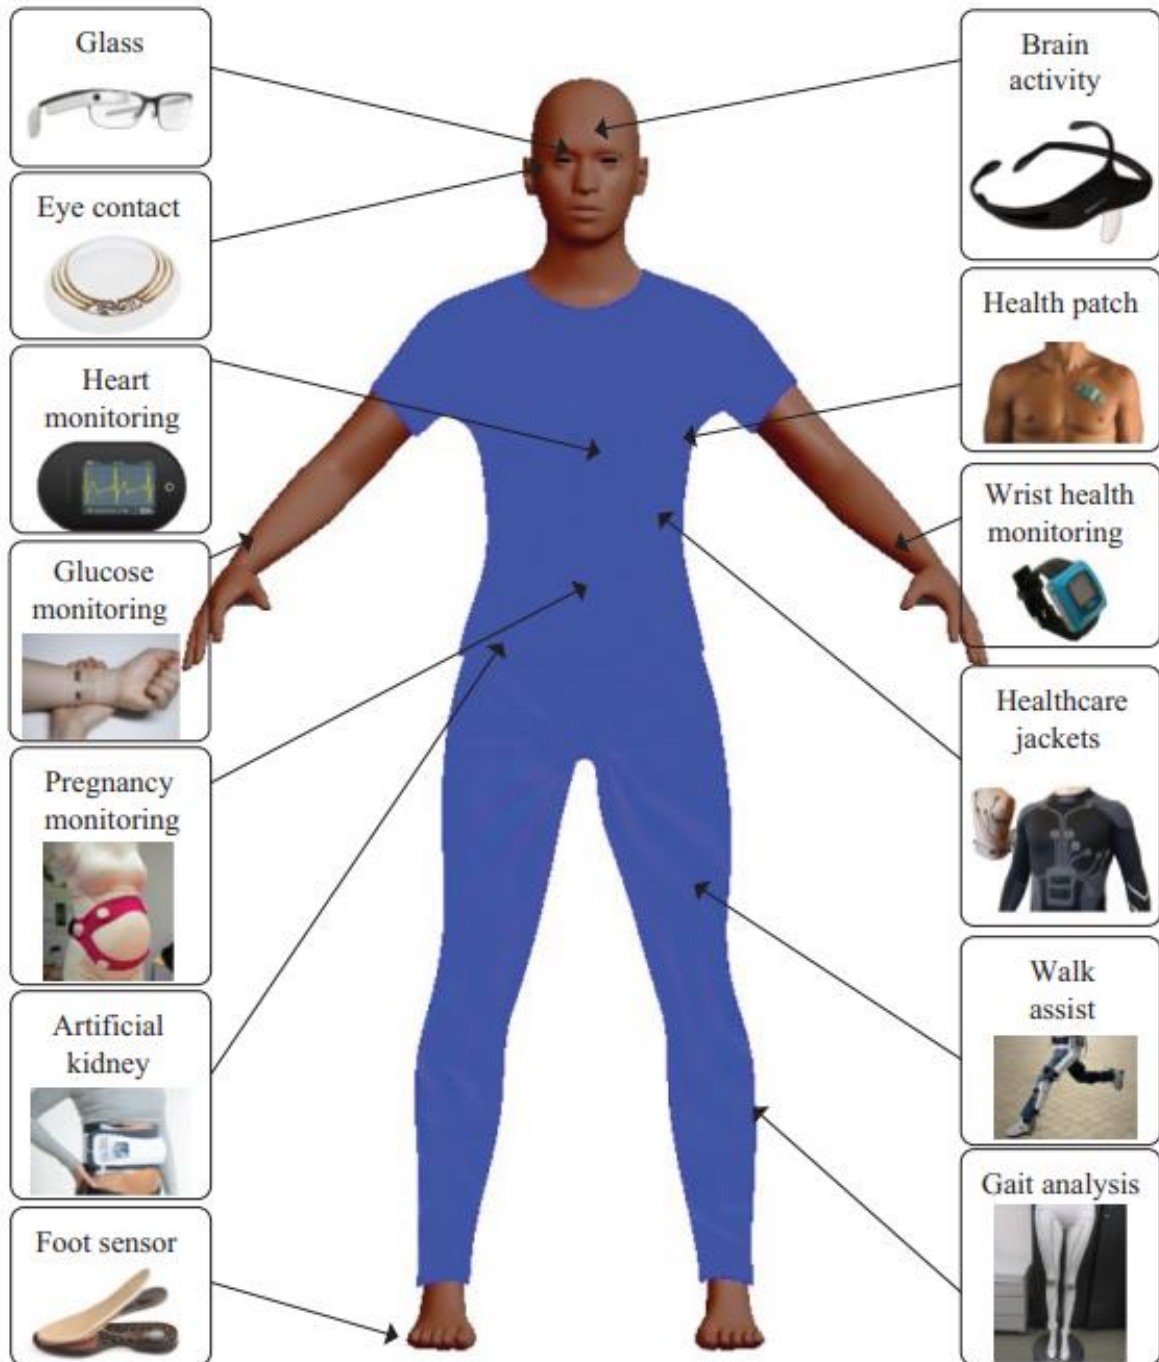 Glass
Eye contact
Heart
monitoring
Glucose
monitoring
Pregnancy
monitoring
Artificial
kidney
Foot sensor
Brain
activity
Health patch
Wrist health
monitoring
Healthcare
jackets
Walk
assist
Gait analysis